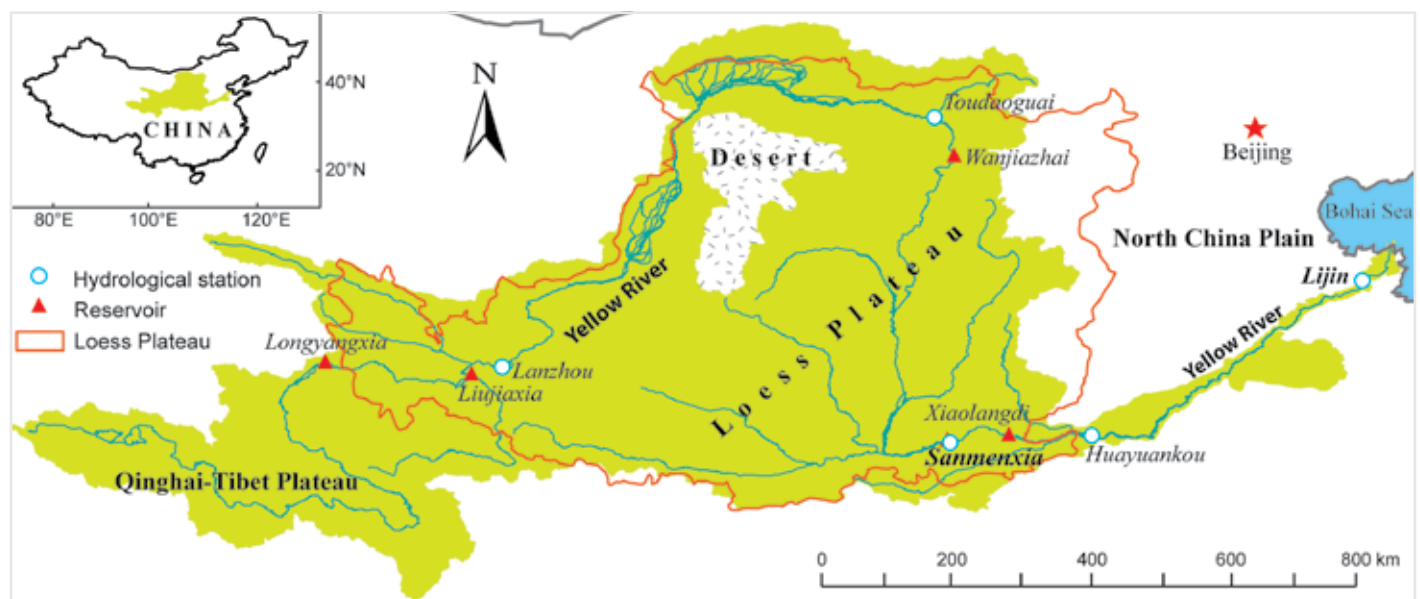 40°N
CHINA
20°N
80°E
100°E
120°E
N
Hydrological station
Reservoir
Loess Plateau
Toudaoguai
Wanjiazhai
Desert
Beijing
Bohai Sea
North China Plain
Lijin
Yellow River
Yellow River
Loess Plateau
Longyangxia
Lanzhou
Liujiaxia
Xiaolangdi
Sanmenxia
Huayuankou
Qinghai-Tibet Plateau
0 200 400 600 800 km